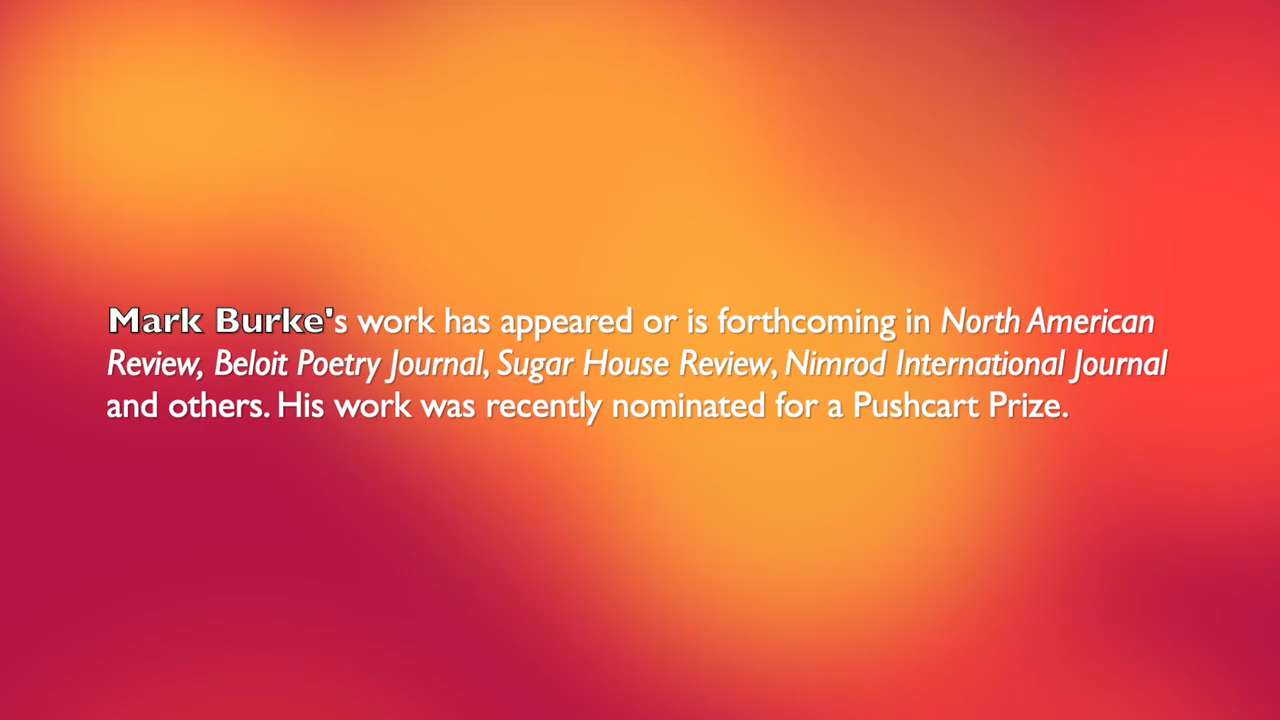 Mark Burke's work has appeared or is forthcoming in North American
Review, Beloit Poetry Journal, Sugar House Review, Nimrod International Journal
and others. His work was recently nominated for a Pushcart Prize.